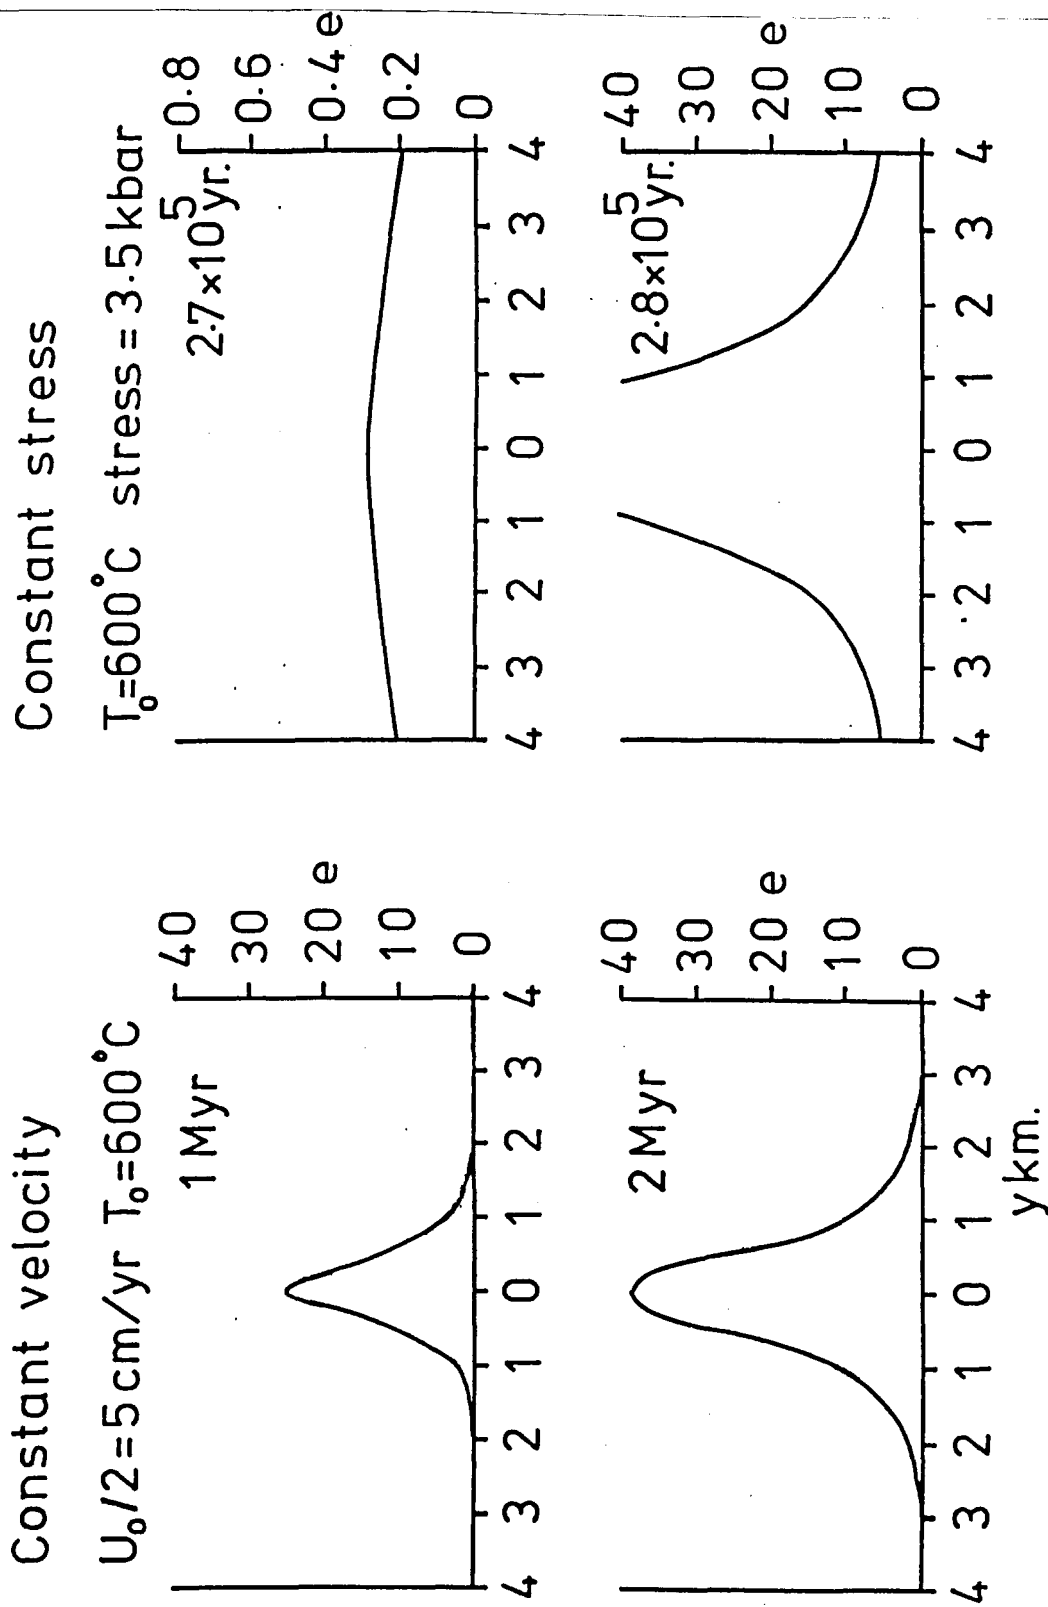 Constant velocity
U₀/2=5cm/yr T₀=600°C
1Myr
40
30
20 e
10
0
4 3 2 1 0 1 2 3 4
2Myr
40
30
20 e
10
0
4 3 2 1 0 1 2 3 4
y km.
Constant stress
T₀=600°C stress=3·5kbar
2·7×10⁵yr.
0·8
0·6
0·4 e
0·2
0
4 3 2 1 0 1 2 3 4
2·8×10⁵yr.
40
30
20 e
10
0
4 3 2 1 0 1 2 3 4